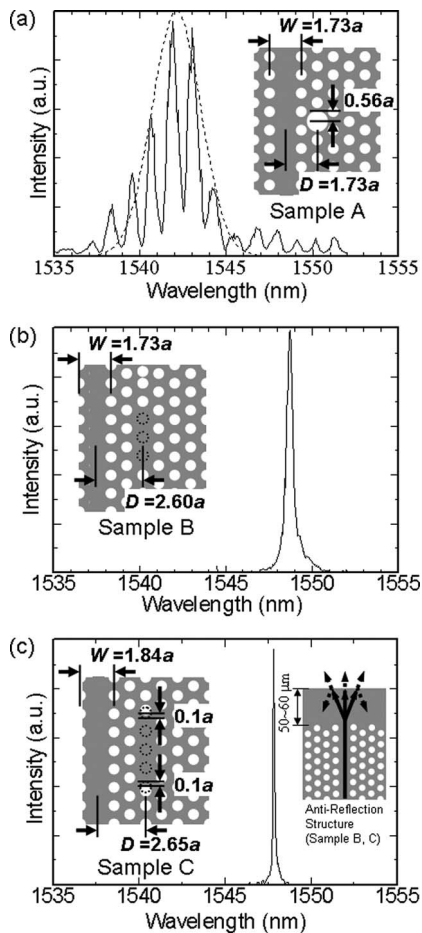 (a)
W=1.73a
0.56a
D=1.73a
Sample A
Intensity (a.u.)
1535 1540 1545 1550 1555
Wavelength (nm)
(b)
W=1.73a
D=2.60a
Sample B
Intensity (a.u.)
1535 1540 1545 1550 1555
Wavelength (nm)
(c)
W=1.84a
0.1a
0.1a
D=2.65a
Sample C
50~60 μm
Anti-Reflection
Structure
(Sample B, C)
Intensity (a.u.)
1535 1540 1545 1550 1555
Wavelength (nm)